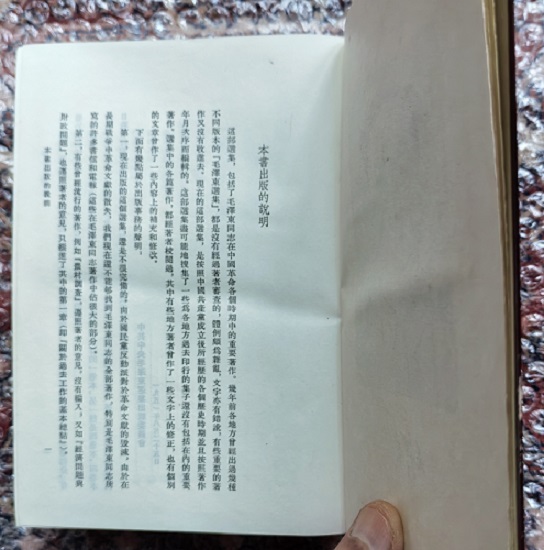 本書出版的說明
這部選集，包括了毛澤東同志在中國革命各個時期中的重要著作。幾年前各地方曾經出過幾種
不同版本的『毛澤東選集』，都是沒有經過著者審查的，體例頗爲雜亂，文字亦有錯訛，有些重要的著
作又沒有收進去。現在的這部選集，是按照中國共產黨成立後所經歷的各個歷史時期並且按照著作
年月次序而編輯的。這部選集盡可能地搜集了一些爲各地方過去印行的集子還沒有包括在內的重要
著作。選集中的各篇著作，都經著者校閱過，其中有些地方著者曾作了一些文字上的修正，也有個別
的文章曾作了一些內容上的補充和修改。
下面有幾點屬於出版事務的聲明：
第一，現在出版的這個選集，還是不很完備的。由於國民黨反動派對於革命文獻的毀滅，由於在
長期戰爭中革命文獻的散失，我們現在還不能够找到毛澤東同志的全部著作，特別是毛澤東同志所
寫的許多書信和電報（這些在毛澤東同志著作中佔很大的部分）。
第二，有些曾經流行的著作，例如『農村調查』，遵照著者的意見，沒有編入；又如『經濟問題與
財政問題』，也遵照著者的意見，只編進了其中的第一章（即『關於過去工作的基本總結』）。
本書出版的說明
一